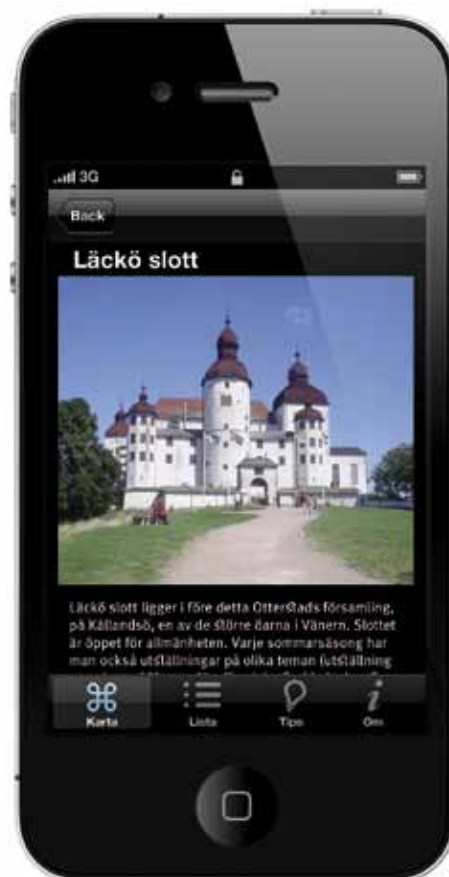 3G
Back
Läckö slott
Läckö slott ligger i före detta Otterstads församling,
på Kållandsö, en av de större öarna i Vänern. Slottet
är öppet för allmänheten. Varje sommarsäsong har
man också utställningar på olika teman (utställning
Karta Lista Tips Om